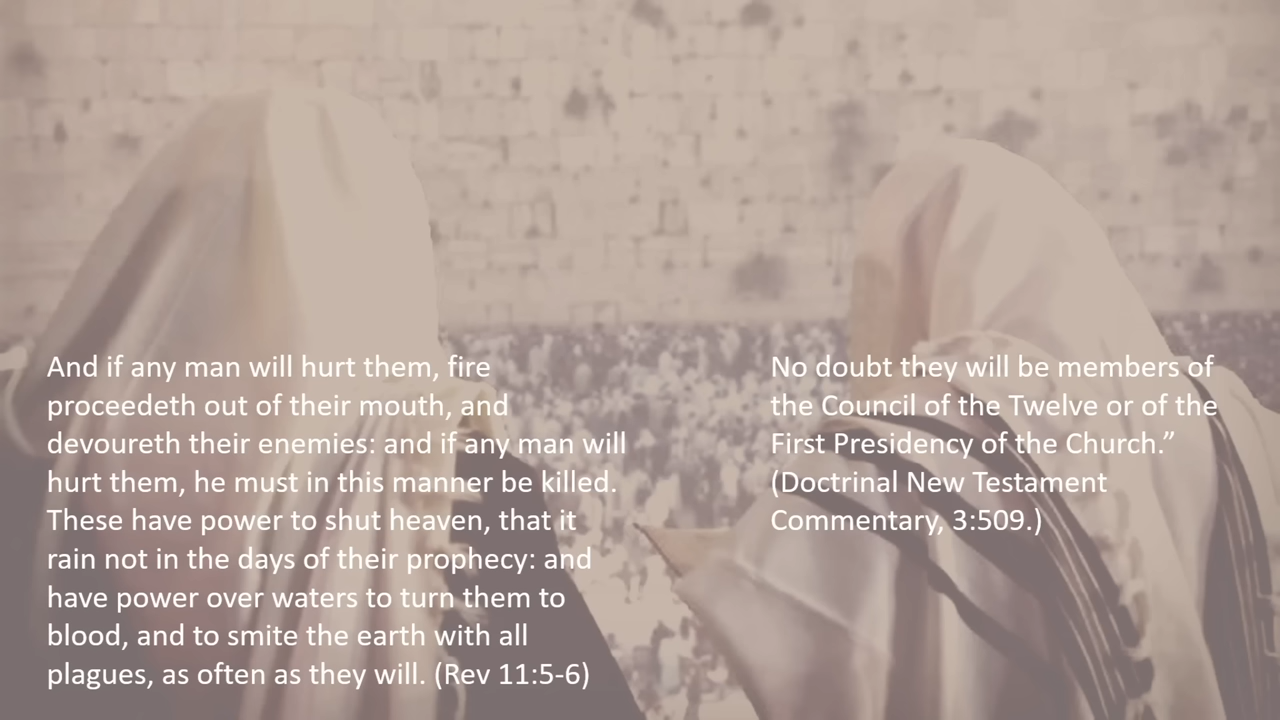 And if any man will hurt them, fire
proceedeth out of their mouth, and
devoureth their enemies: and if any man will
hurt them, he must in this manner be killed.
These have power to shut heaven, that it
rain not in the days of their prophecy: and
have power over waters to turn them to
blood, and to smite the earth with all
plagues, as often as they will. (Rev 11:5-6)
No doubt they will be members of
the Council of the Twelve or of the
First Presidency of the Church.”
(Doctrinal New Testament
Commentary, 3:509.)